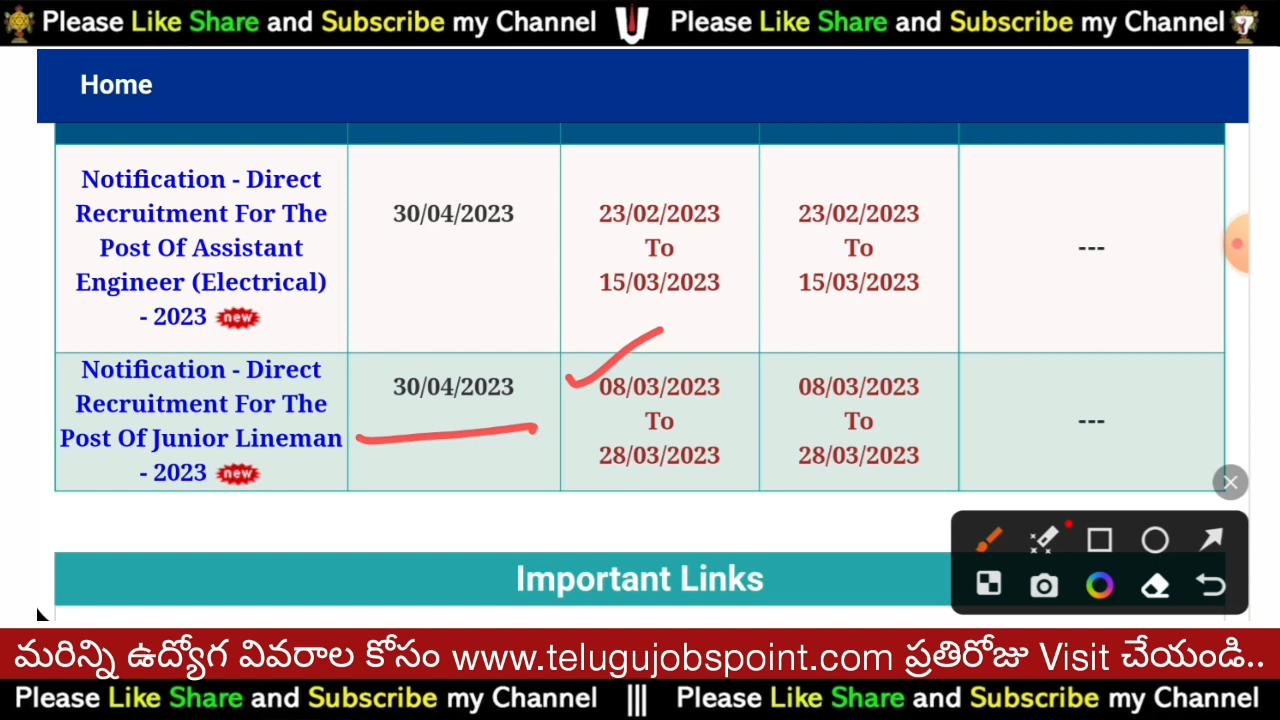 Please Like Share and Subscribe my Channel Please Like Share and Subscribe my Channel
Home
Notification - Direct
Recruitment For The
Post Of Assistant
Engineer (Electrical)
- 2023 new
30/04/2023
23/02/2023
To
15/03/2023
23/02/2023
To
15/03/2023
---
Notification - Direct
Recruitment For The
Post Of Junior Lineman
- 2023 new
30/04/2023
08/03/2023
To
28/03/2023
08/03/2023
To
28/03/2023
---
Important Links
మరిన్ని ఉద్యోగ వివరాల కోసం www.telugujobspoint.com ప్రతిరోజు Visit చేయండి..
Please Like Share and Subscribe my Channel ||| Please Like Share and Subscribe my Channel